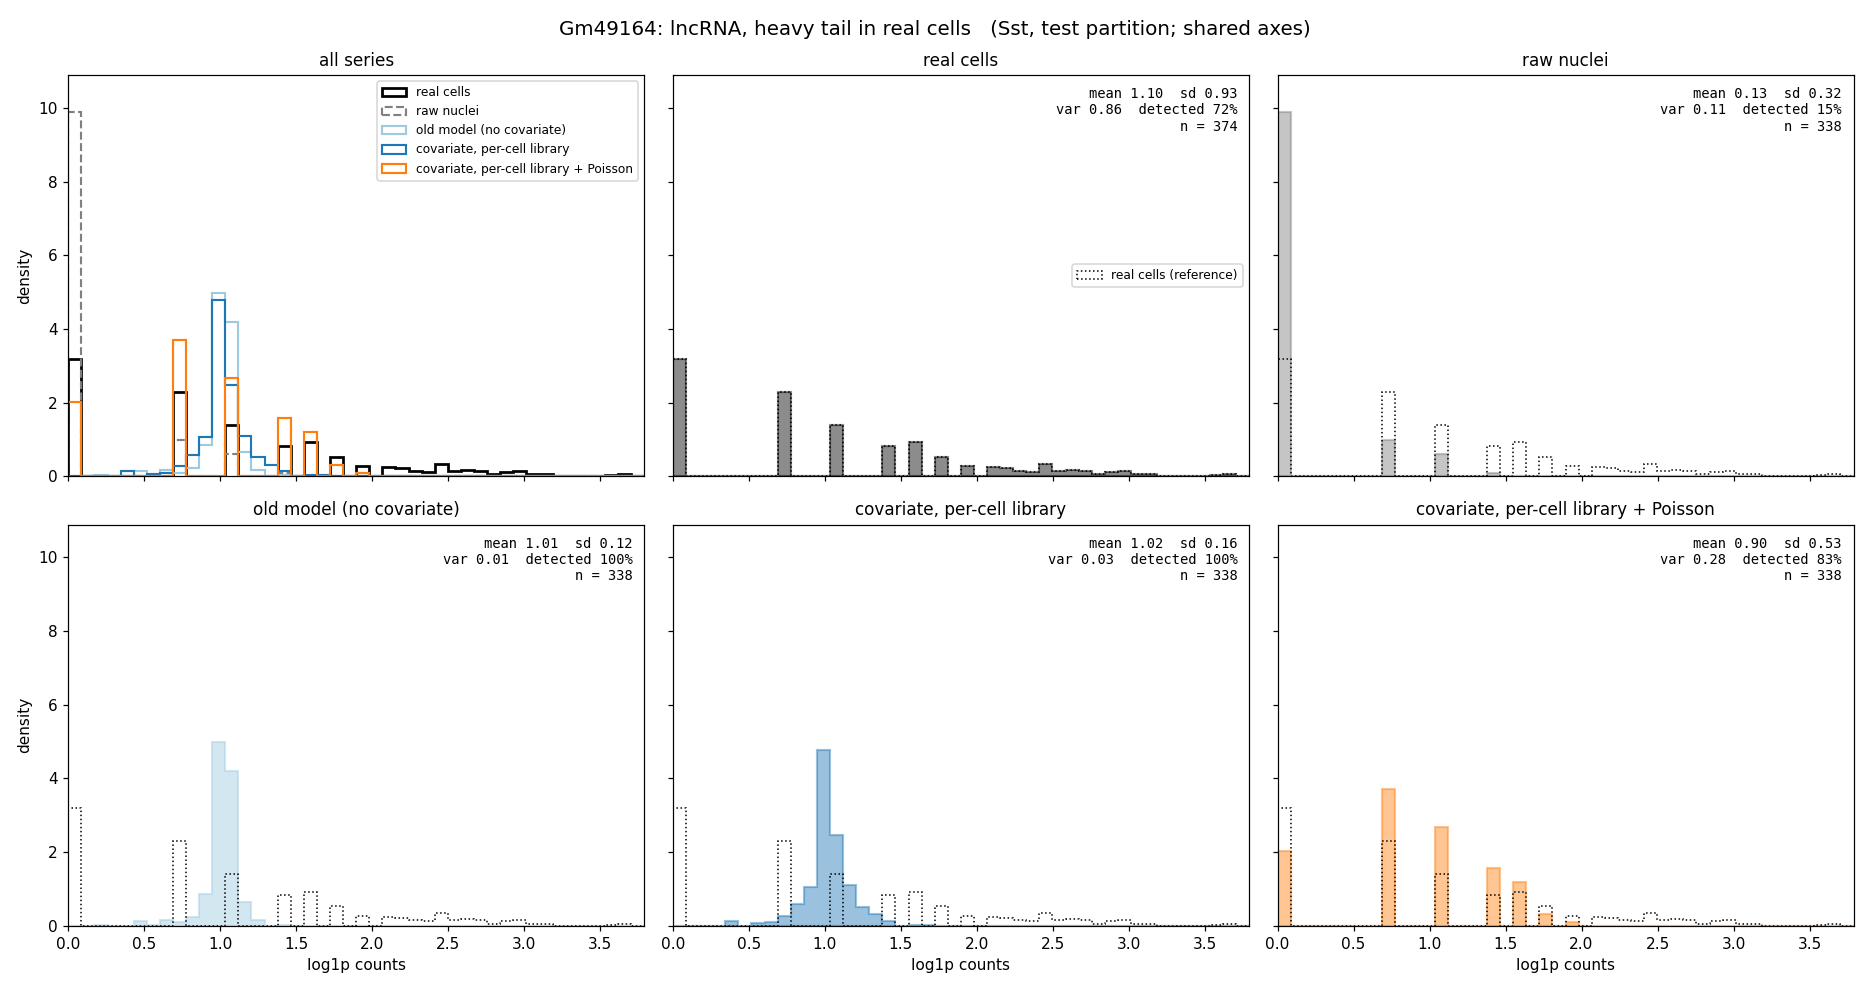 Gm49164: lncRNA, heavy tail in real cells (Sst, test partition; shared axes)
all series
density
10
8
6
4
2
0
real cells
raw nuclei
old model (no covariate)
covariate, per-cell library
covariate, per-cell library + Poisson
real cells
mean 1.10 sd 0.93
var 0.86 detected 72%
n = 374
real cells (reference)
raw nuclei
mean 0.13 sd 0.32
var 0.11 detected 15%
n = 338
old model (no covariate)
density
10
8
6
4
2
0
mean 1.01 sd 0.12
var 0.01 detected 100%
n = 338
0.0 0.5 1.0 1.5 2.0 2.5 3.0 3.5
log1p counts
covariate, per-cell library
mean 1.02 sd 0.16
var 0.03 detected 100%
n = 338
0.0 0.5 1.0 1.5 2.0 2.5 3.0 3.5
log1p counts
covariate, per-cell library + Poisson
mean 0.90 sd 0.53
var 0.28 detected 83%
n = 338
0.0 0.5 1.0 1.5 2.0 2.5 3.0 3.5
log1p counts